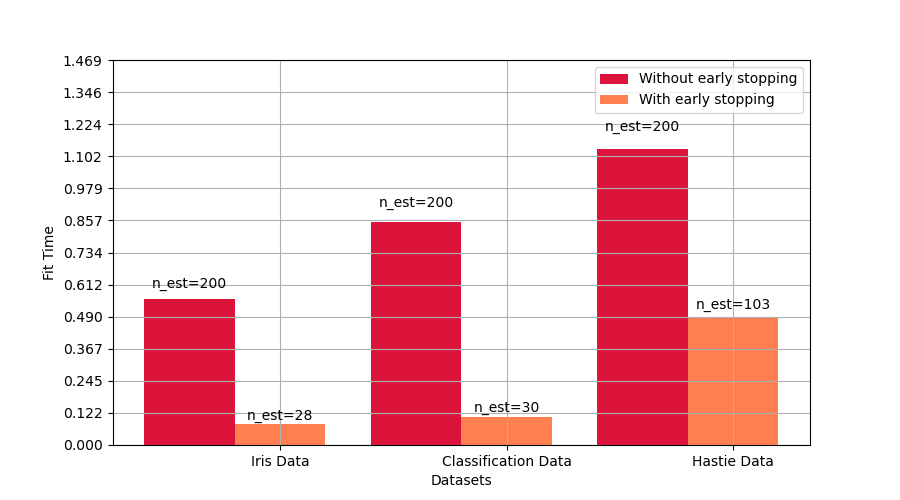 1.469
1.346
1.224
1.102
0.979
0.857
0.734
0.612
0.490
0.367
0.245
0.122
0.000
Fit Time
Without early stopping
With early stopping
n_est=200
n_est=200
n_est=200
n_est=103
n_est=28
n_est=30
Iris Data
Classification Data
Hastie Data
Datasets